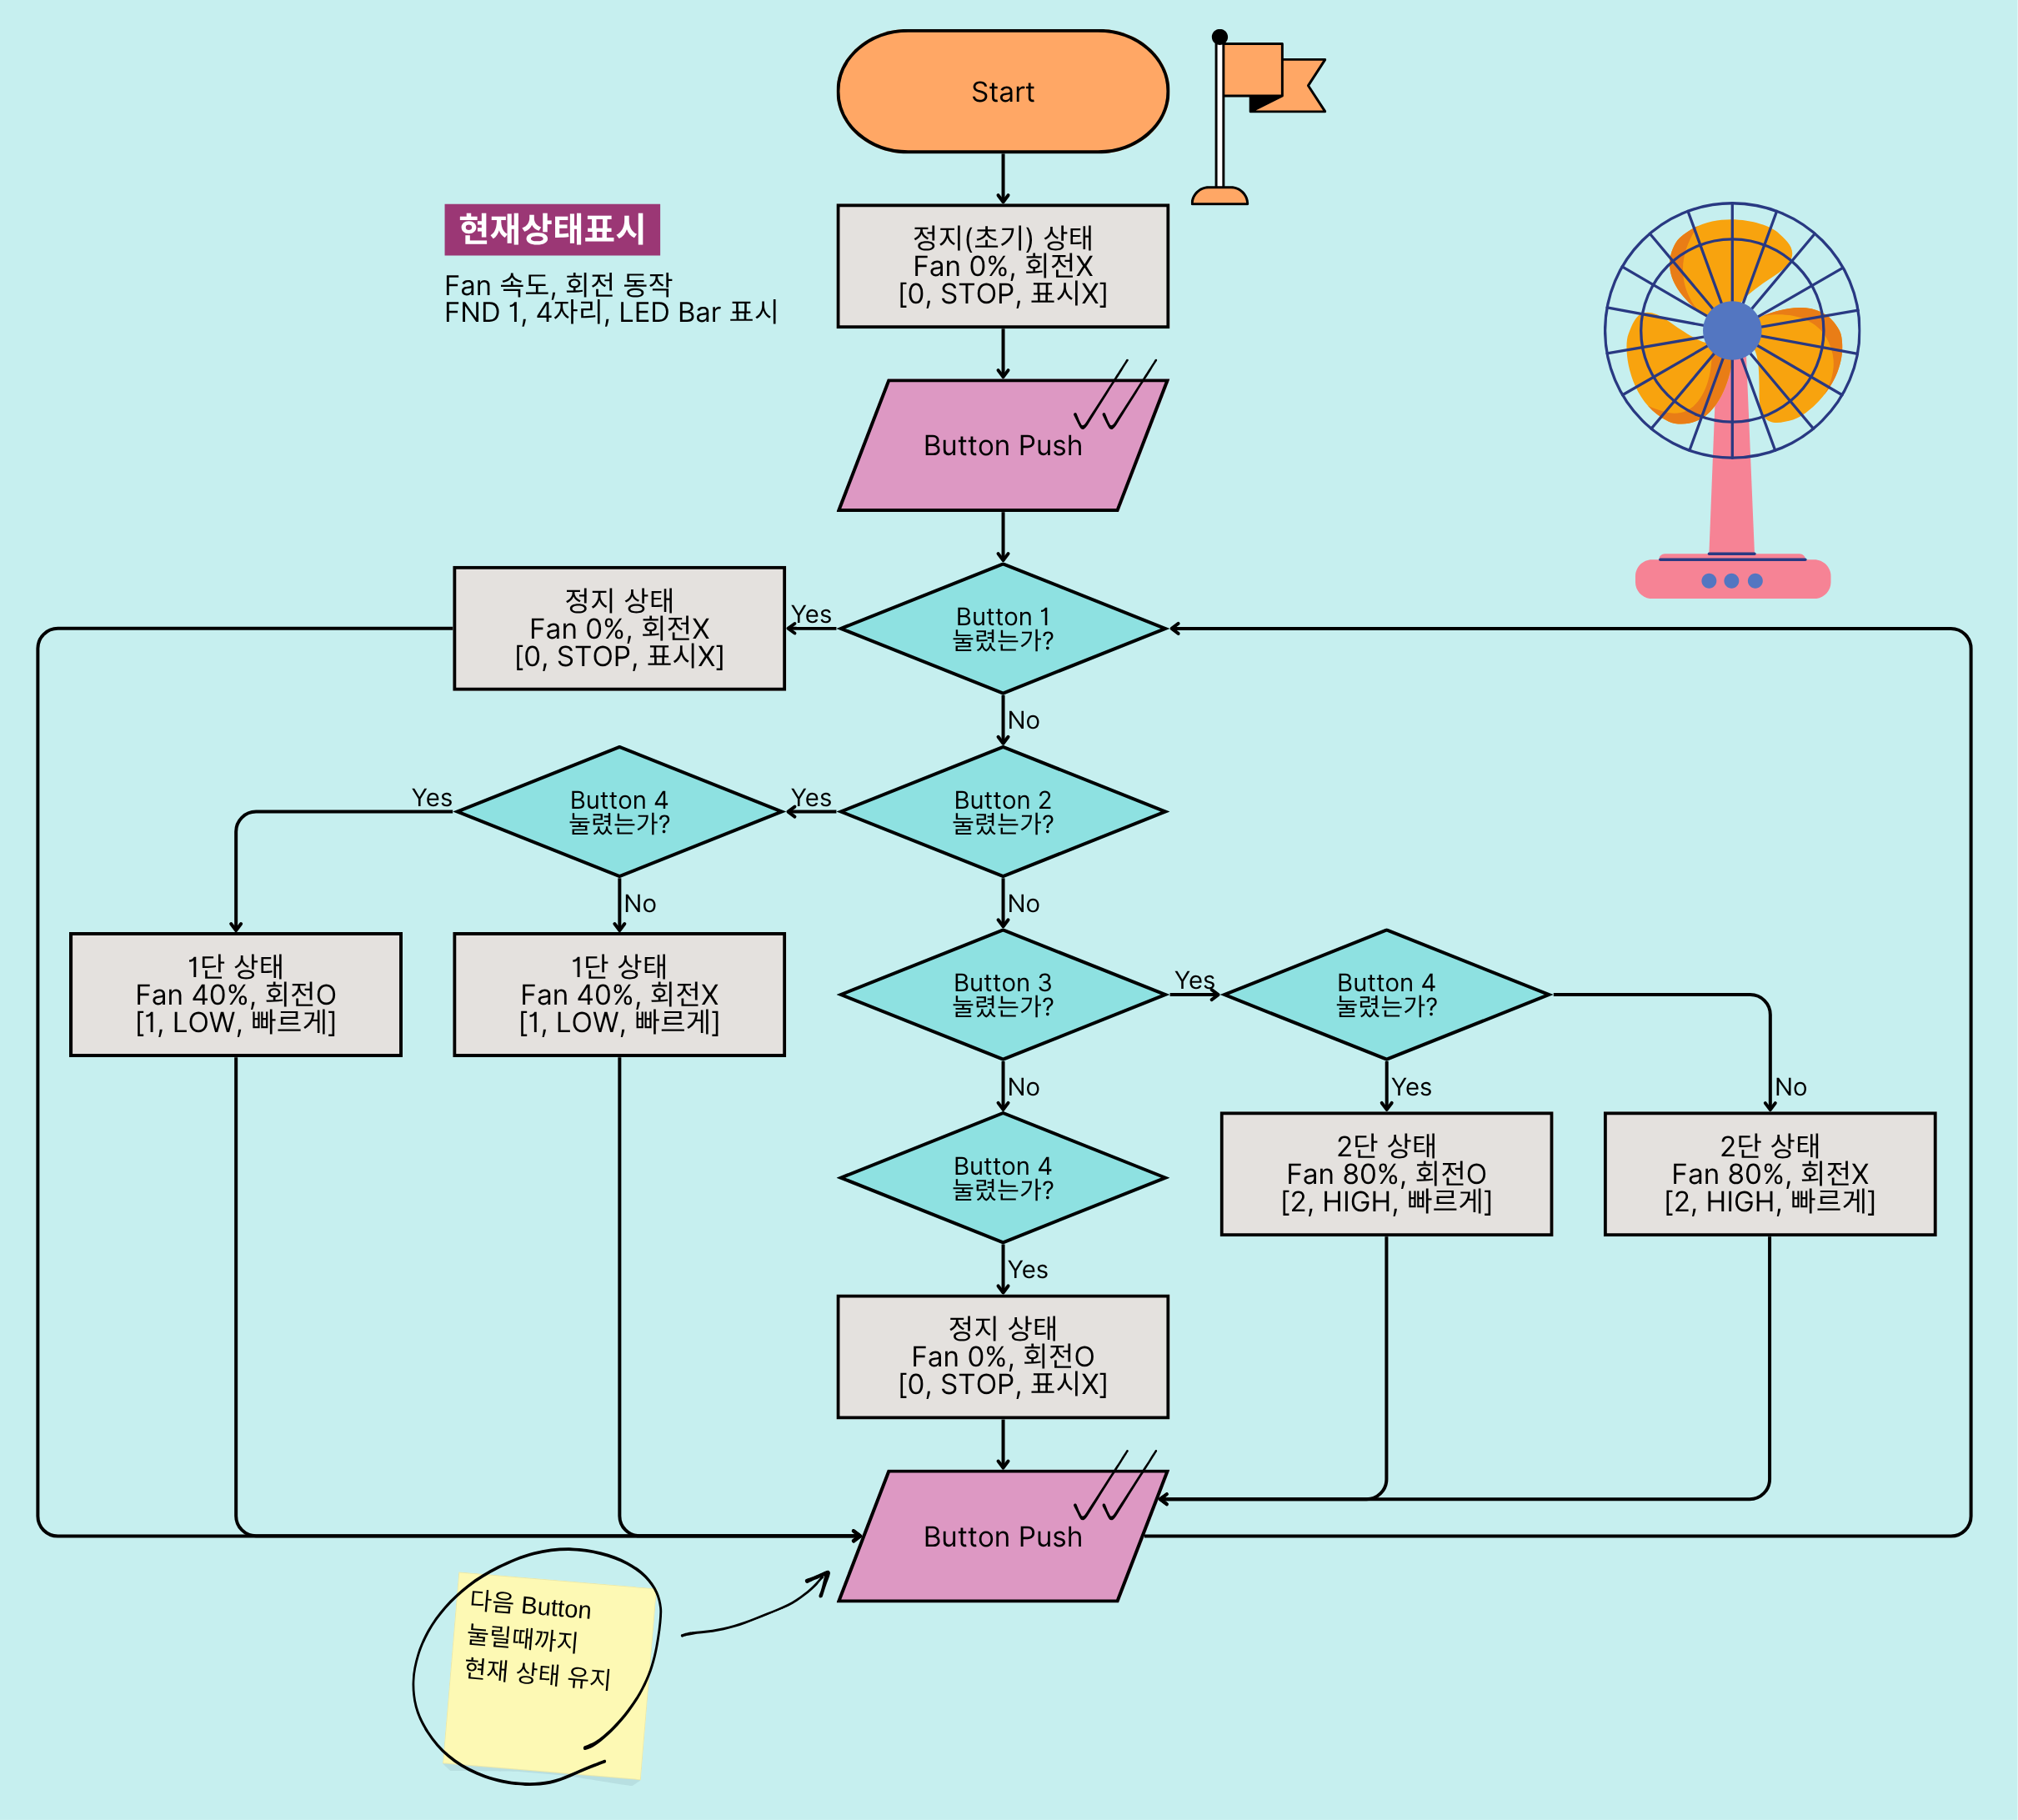 Start
현재상태표시
Fan 속도, 회전 동작
FND 1, 4자리, LED Bar 표시
정지(초기) 상태
Fan 0%, 회전X
[0, STOP, 표시X]
Button Push
정지 상태
Fan 0%, 회전X
[0, STOP, 표시X]
Yes
Button 1
눌렸는가?
No
Yes
Button 4
눌렸는가?
Yes
Button 2
눌렸는가?
No
No
1단 상태
Fan 40%, 회전O
[1, LOW, 빠르게]
1단 상태
Fan 40%, 회전X
[1, LOW, 빠르게]
Button 3
눌렸는가?
Yes
Button 4
눌렸는가?
No
Yes
No
Button 4
눌렸는가?
2단 상태
Fan 80%, 회전O
[2, HIGH, 빠르게]
2단 상태
Fan 80%, 회전X
[2, HIGH, 빠르게]
Yes
정지 상태
Fan 0%, 회전O
[0, STOP, 표시X]
Button Push
다음 Button
눌릴때까지
현재 상태 유지